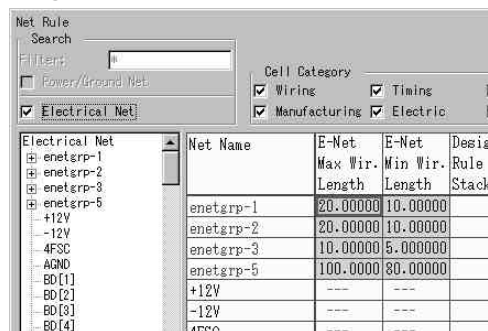 Net Rule
Search
Filter: *
Power/Ground Net
Electrical Net
Cell Category
Wiring Timing
Manufacturing Electric
Electrical Net
enetgrp-1
enetgrp-2
enetgrp-3
enetgrp-5
+12V
-12V
4FSC
AGND
BD[1]
BD[2]
BD[3]
BD[4]
Net Name E-Net Max Wir. Length E-Net Min Wir. Length Desig Rule Stack
enetgrp-1 20.00000 10.00000
enetgrp-2 20.00000 10.00000
enetgrp-3 10.00000 5.000000
enetgrp-5 100.0000 80.00000
+12V --- ---
-12V --- ---
4FSC --- ---